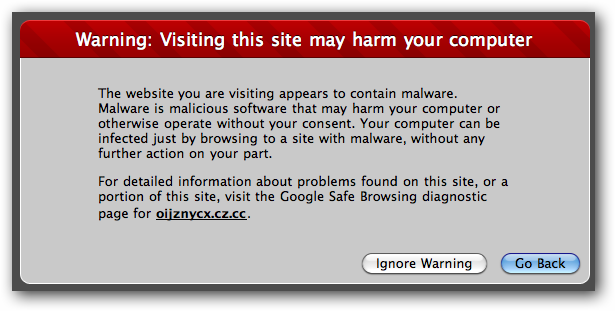 Warning: Visiting this site may harm your computer
The website you are visiting appears to contain malware.
Malware is malicious software that may harm your computer or
otherwise operate without your consent. Your computer can be
infected just by browsing to a site with malware, without any
further action on your part.
For detailed information about problems found on this site, or a
portion of this site, visit the Google Safe Browsing diagnostic
page for oijznycx.cz.cc.
Ignore Warning
Go Back